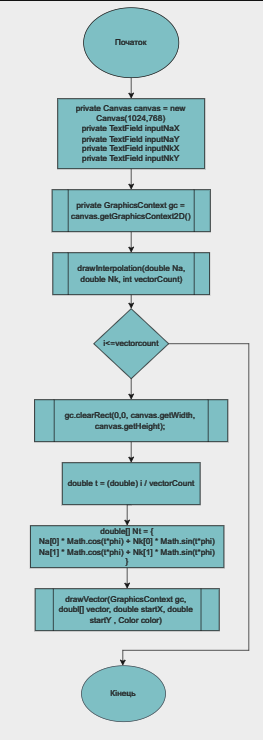 Початок
private Canvas canvas = new
Canvas(1024,768)
private TextField inputNaX
private TextField inputNaY
private TextField inputNkX
private TextField inputNkY
private GraphicsContext gc =
canvas.getGraphicsContext2D()
drawInterpolation(double Na,
double Nk, int vectorCount)
i<=vectorcount
gc.clearRect(0,0, canvas.getWidth,
canvas.getHeight);
double t = (double) i / vectorCount
double[] Nt = {
Na[0] * Math.cos(t*phi) + Nk[0] * Math.sin(t*phi)
Na[1] * Math.cos(t*phi) + Nk[1] * Math.sin(t*phi)
}
drawVector(GraphicsContext gc,
doubl[] vector, double startX, double
startY , Color color)
Кінець